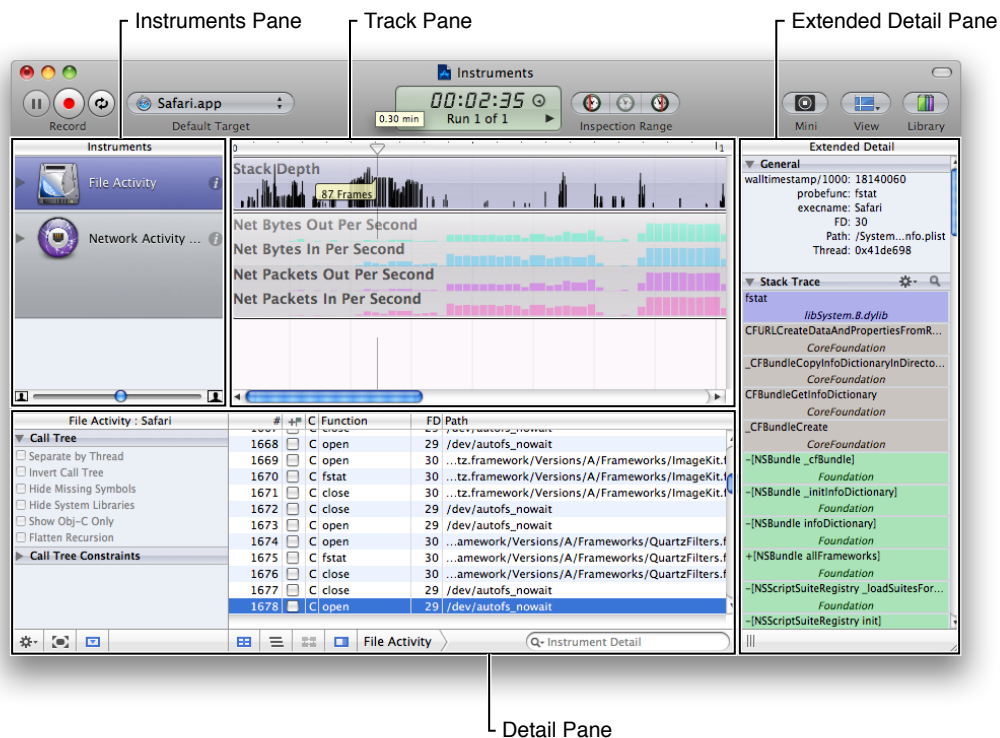 Instruments Pane
Track Pane
Extended Detail Pane
Instruments
Safari.app
00:02:35
Run 1 of 1
0.30 min
Record
Default Target
Inspection Range
Mini
View
Library
Instruments
File Activity
Network Activity ...
0
1
Stack Depth
87 Frames
Net Bytes Out Per Second
Net Bytes In Per Second
Net Packets Out Per Second
Net Packets In Per Second
Extended Detail
General
walltimestamp/1000: 18140060
probefunc: fstat
execname: Safari
FD: 30
Path: /System...nfo.plist
Thread: 0x41de698
Stack Trace
fstat
libSystem.B.dylib
CFURLCreateDataAndPropertiesFromR...
CoreFoundation
_CFBundleCopyInfoDictionaryInDirecto...
CoreFoundation
CFBundleGetInfoDictionary
CoreFoundation
_CFBundleCreate
CoreFoundation
-[NSBundle _cfBundle]
Foundation
-[NSBundle _initInfoDictionary]
Foundation
-[NSBundle infoDictionary]
Foundation
+[NSBundle allFrameworks]
Foundation
-[NSScriptSuiteRegistry _loadSuitesFor...
Foundation
-[NSScriptSuiteRegistry init]
File Activity : Safari
Call Tree
Separate by Thread
Invert Call Tree
Hide Missing Symbols
Hide System Libraries
Show Obj-C Only
Flatten Recursion
Call Tree Constraints
# C Function FD Path
1667 C close 29 /dev/autofs_nowait
1668 C open 29 /dev/autofs_nowait
1669 C open 30 ...tz.framework/Versions/A/Frameworks/ImageKit.f
1670 C fstat 30 ...tz.framework/Versions/A/Frameworks/ImageKit.f
1671 C close 30 ...tz.framework/Versions/A/Frameworks/ImageKit.f
1672 C close 29 /dev/autofs_nowait
1673 C open 29 /dev/autofs_nowait
1674 C open 30 ...amework/Versions/A/Frameworks/QuartzFilters.f
1675 C fstat 30 ...amework/Versions/A/Frameworks/QuartzFilters.f
1676 C close 30 ...amework/Versions/A/Frameworks/QuartzFilters.f
1677 C close 29 /dev/autofs_nowait
1678 C open 29 /dev/autofs_nowait
File Activity
Instrument Detail
Detail Pane